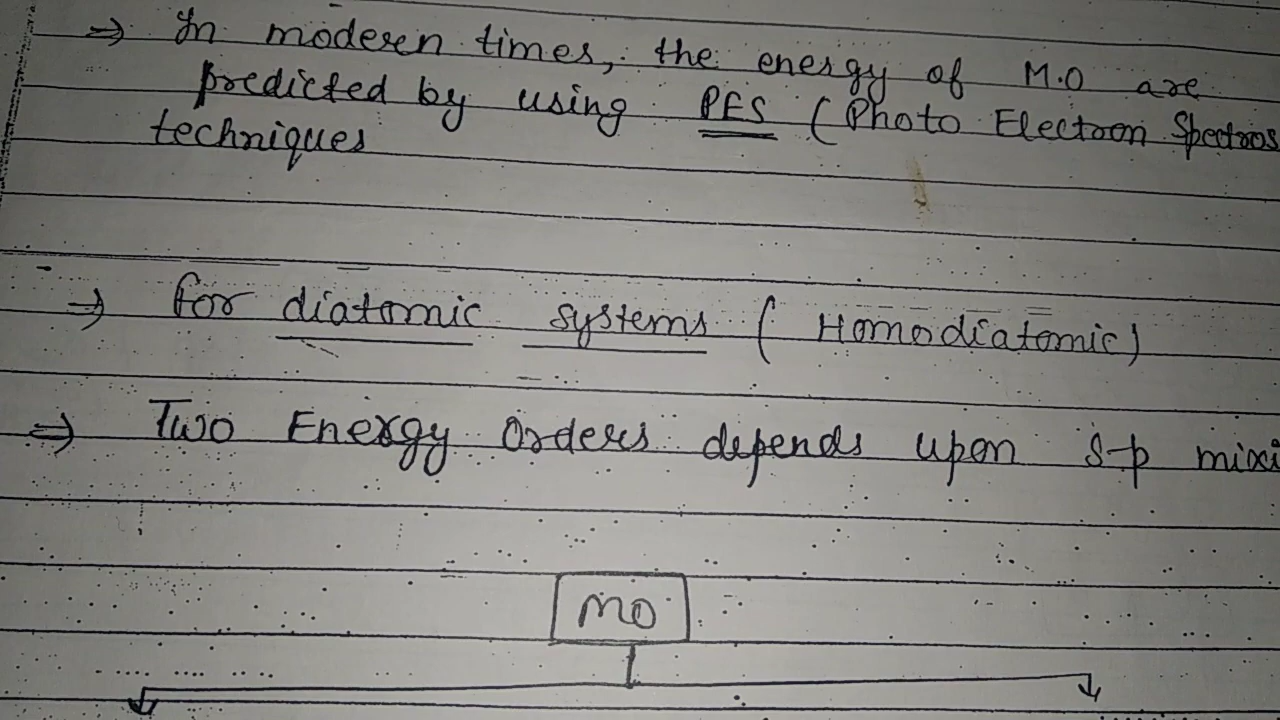 ⇒ In moderen times, the energy of M.O are
predicted by using PES (Photo Electron Spectros
techniques
⇒ for diatomic systems ( Homodiatomic)
⇒ Two Energy Orders depends upon s-p mixi
MO